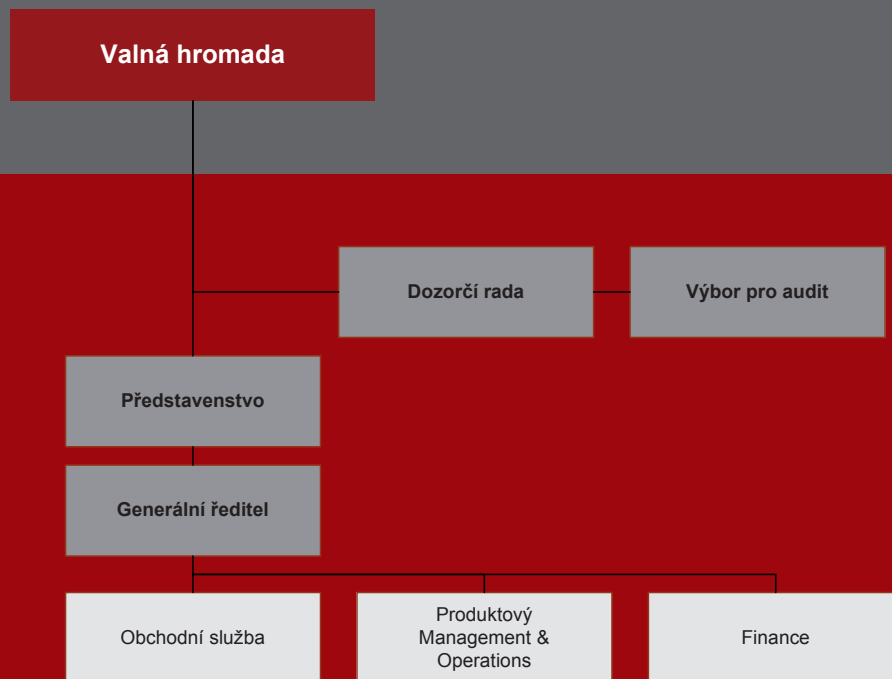 Valná hromada
Dozorčí rada
Výbor pro audit
Představenstvo
Generální ředitel
Obchodní služba
Produktový
Management &
Operations
Finance